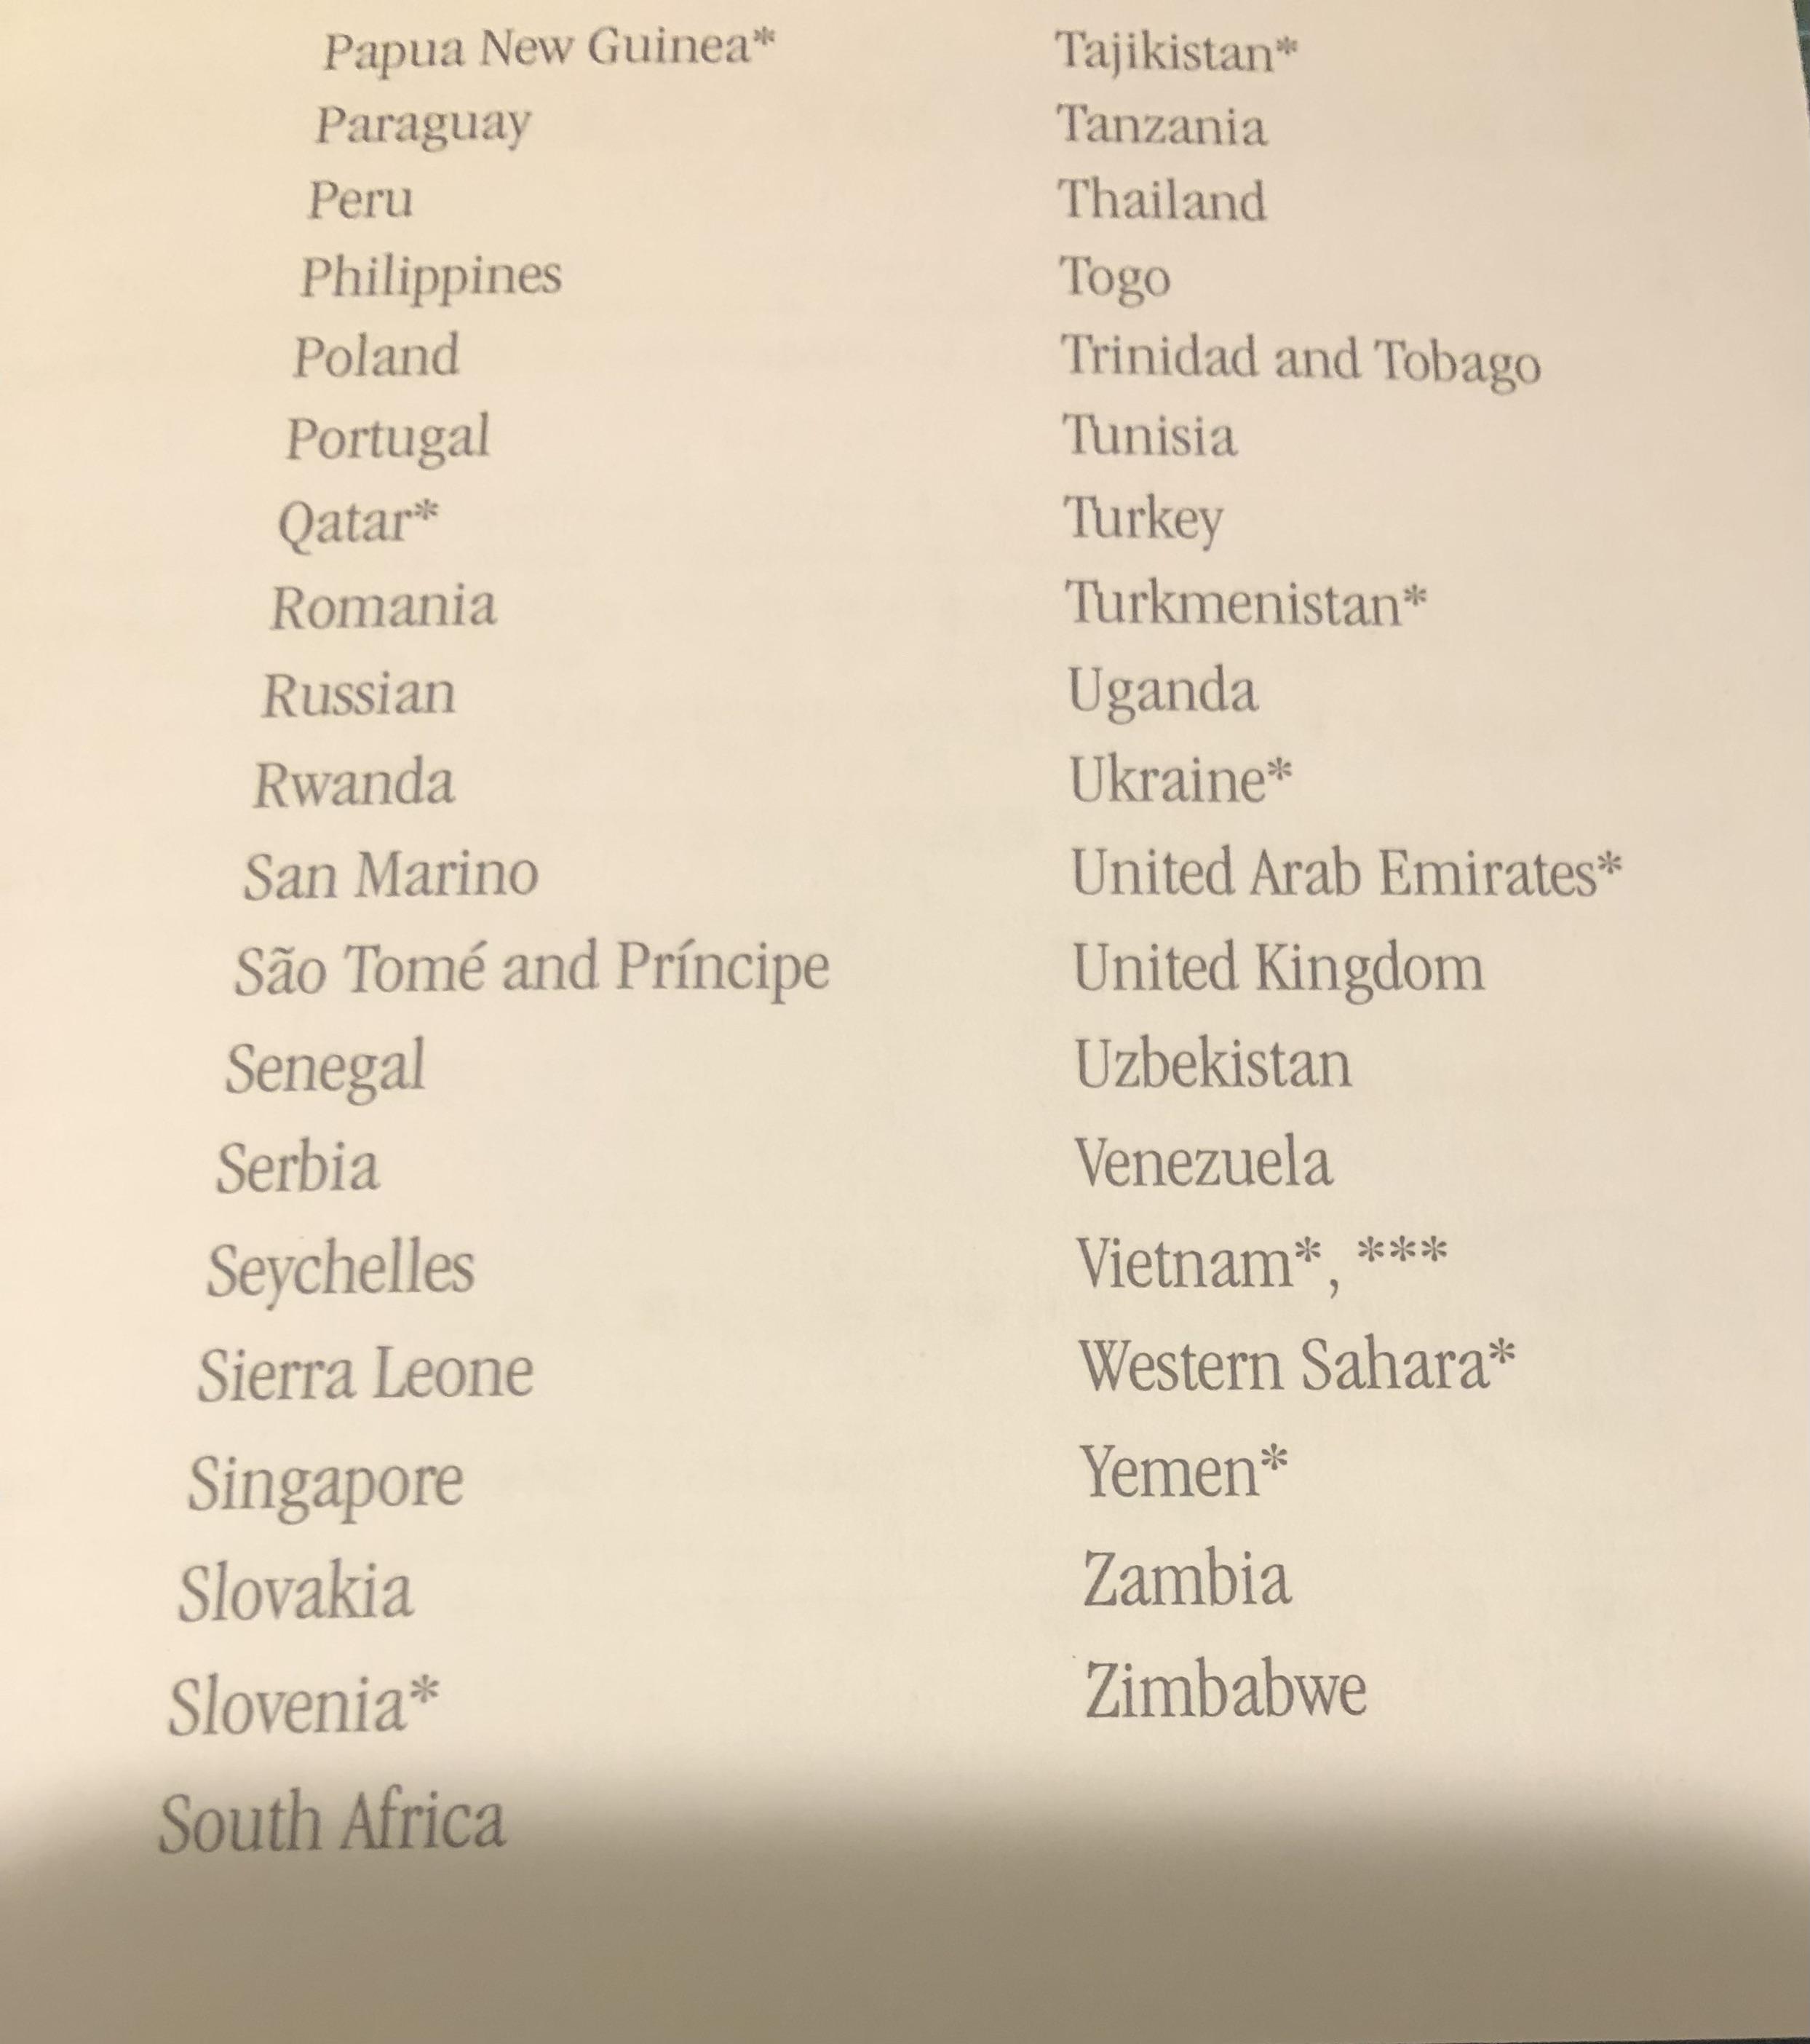 Papua New Guinea*
Paraguay
Peru
Philippines
Poland
Portugal
Qatar*
Romania
Russian
Rwanda
San Marino
São Tomé and Príncipe
Senegal
Serbia
Seychelles
Sierra Leone
Singapore
Slovakia
Slovenia*
South Africa
Tajikistan*
Tanzania
Thailand
Togo
Trinidad and Tobago
Tunisia
Turkey
Turkmenistan*
Uganda
Ukraine*
United Arab Emirates*
United Kingdom
Uzbekistan
Venezuela
Vietnam*, ***
Western Sahara*
Yemen*
Zambia
Zimbabwe